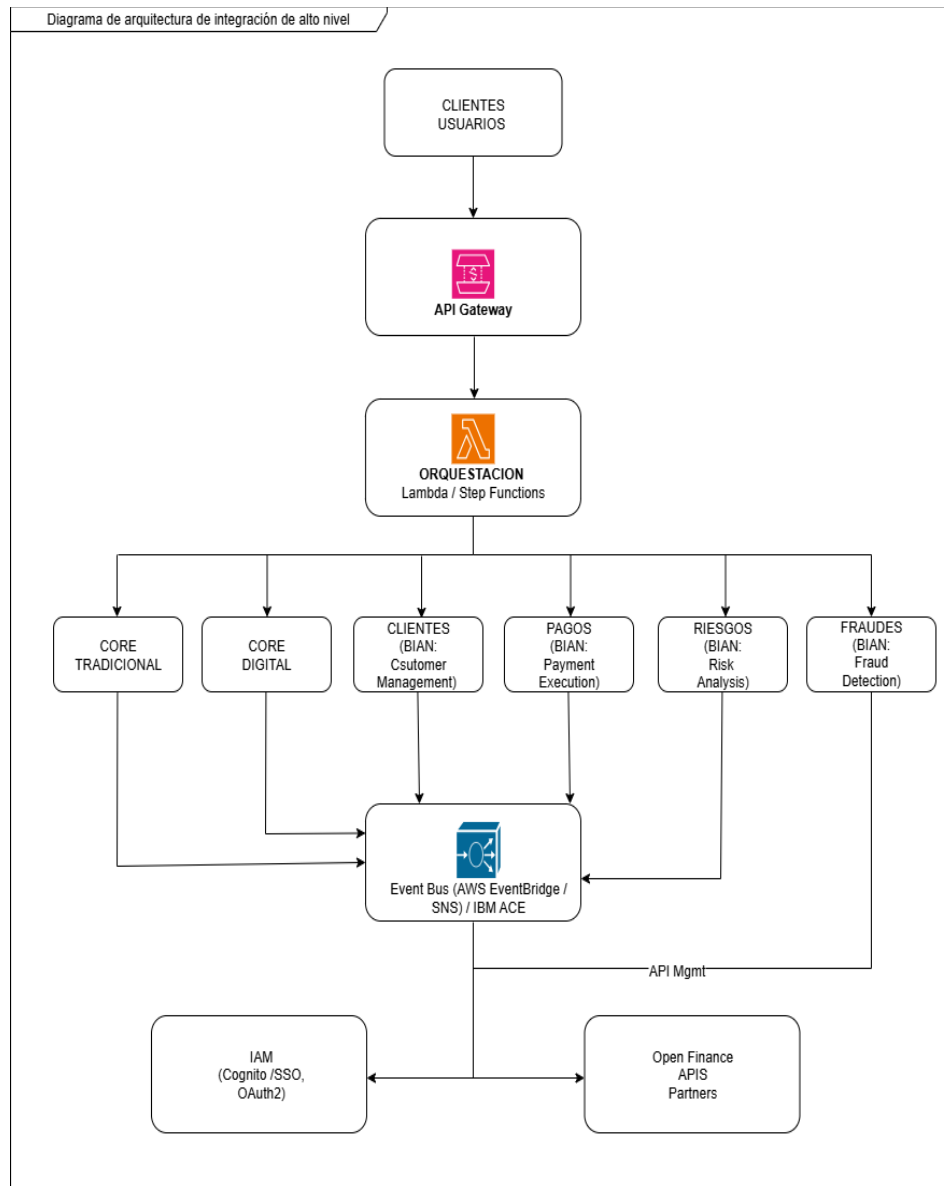 Diagrama de arquitectura de integración de alto nivel
CLIENTES
USUARIOS
API Gateway
ORQUESTACION
Lambda / Step Functions
CORE
TRADICIONAL
CORE
DIGITAL
CLIENTES
(BIAN:
Csutomer
Management)
PAGOS
(BIAN:
Payment
Execution)
RIESGOS
(BIAN:
Risk
Analysis)
FRAUDES
(BIAN:
Fraud
Detection)
Event Bus (AWS EventBridge /
SNS) / IBM ACE
API Mgmt
IAM
(Cognito /SSO,
OAuth2)
Open Finance
APIS
Partners